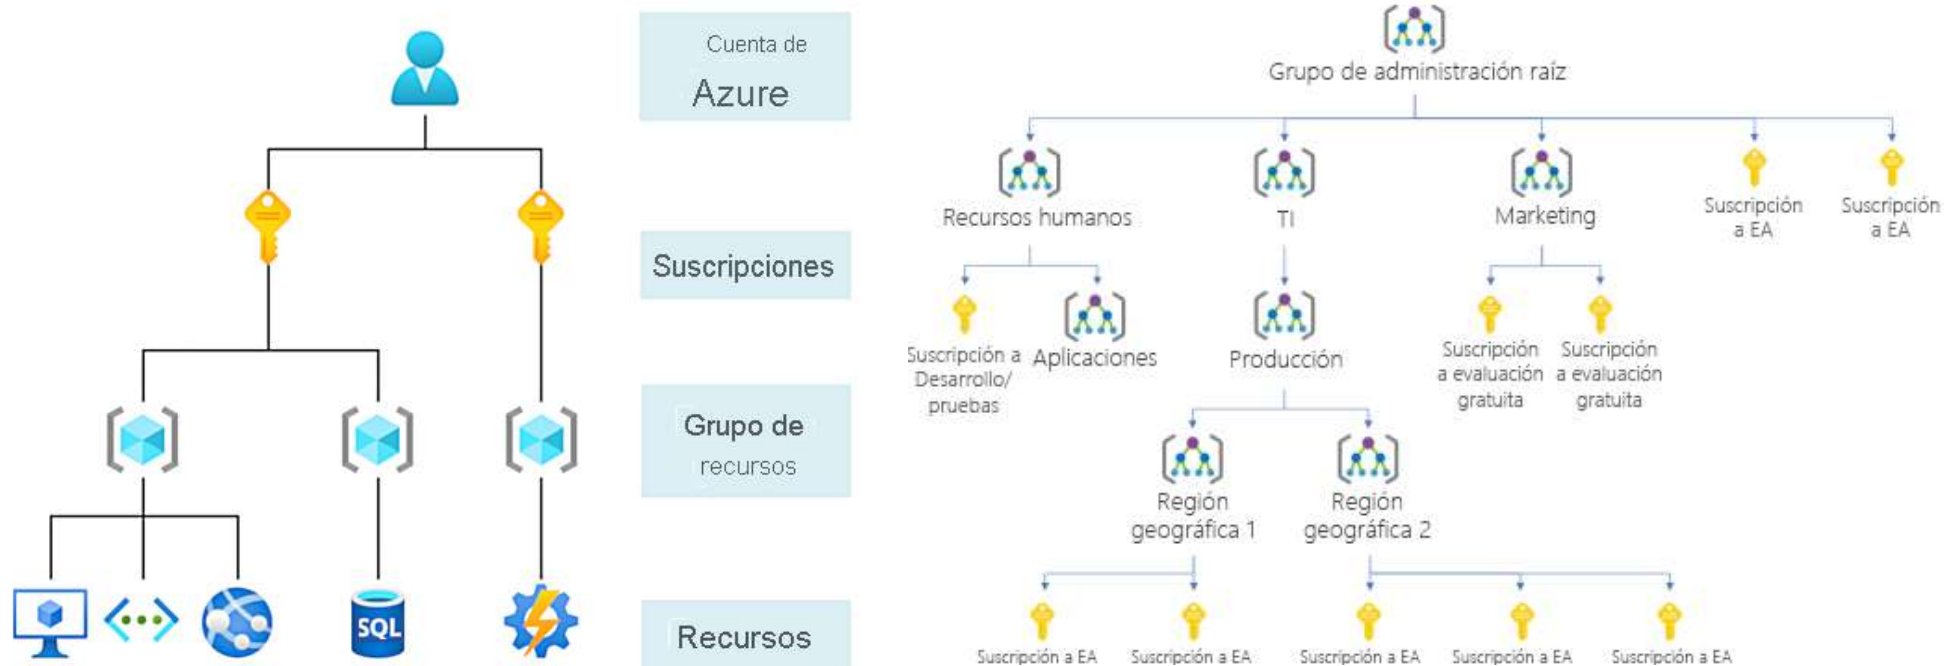 Cuenta de
Azure
Suscripciones
Grupo de
recursos
Recursos
SQL
Grupo de administración raíz
Recursos humanos
TI
Marketing
Suscripción
a EA
Suscripción
a EA
Suscripción a
Desarrollo/
pruebas
Aplicaciones
Producción
Suscripción
a evaluación
gratuita
Suscripción
a evaluación
gratuita
Región
geográfica 1
Región
geográfica 2
Suscripción a EA
Suscripción a EA
Suscripción a EA
Suscripción a EA
Suscripción a EA